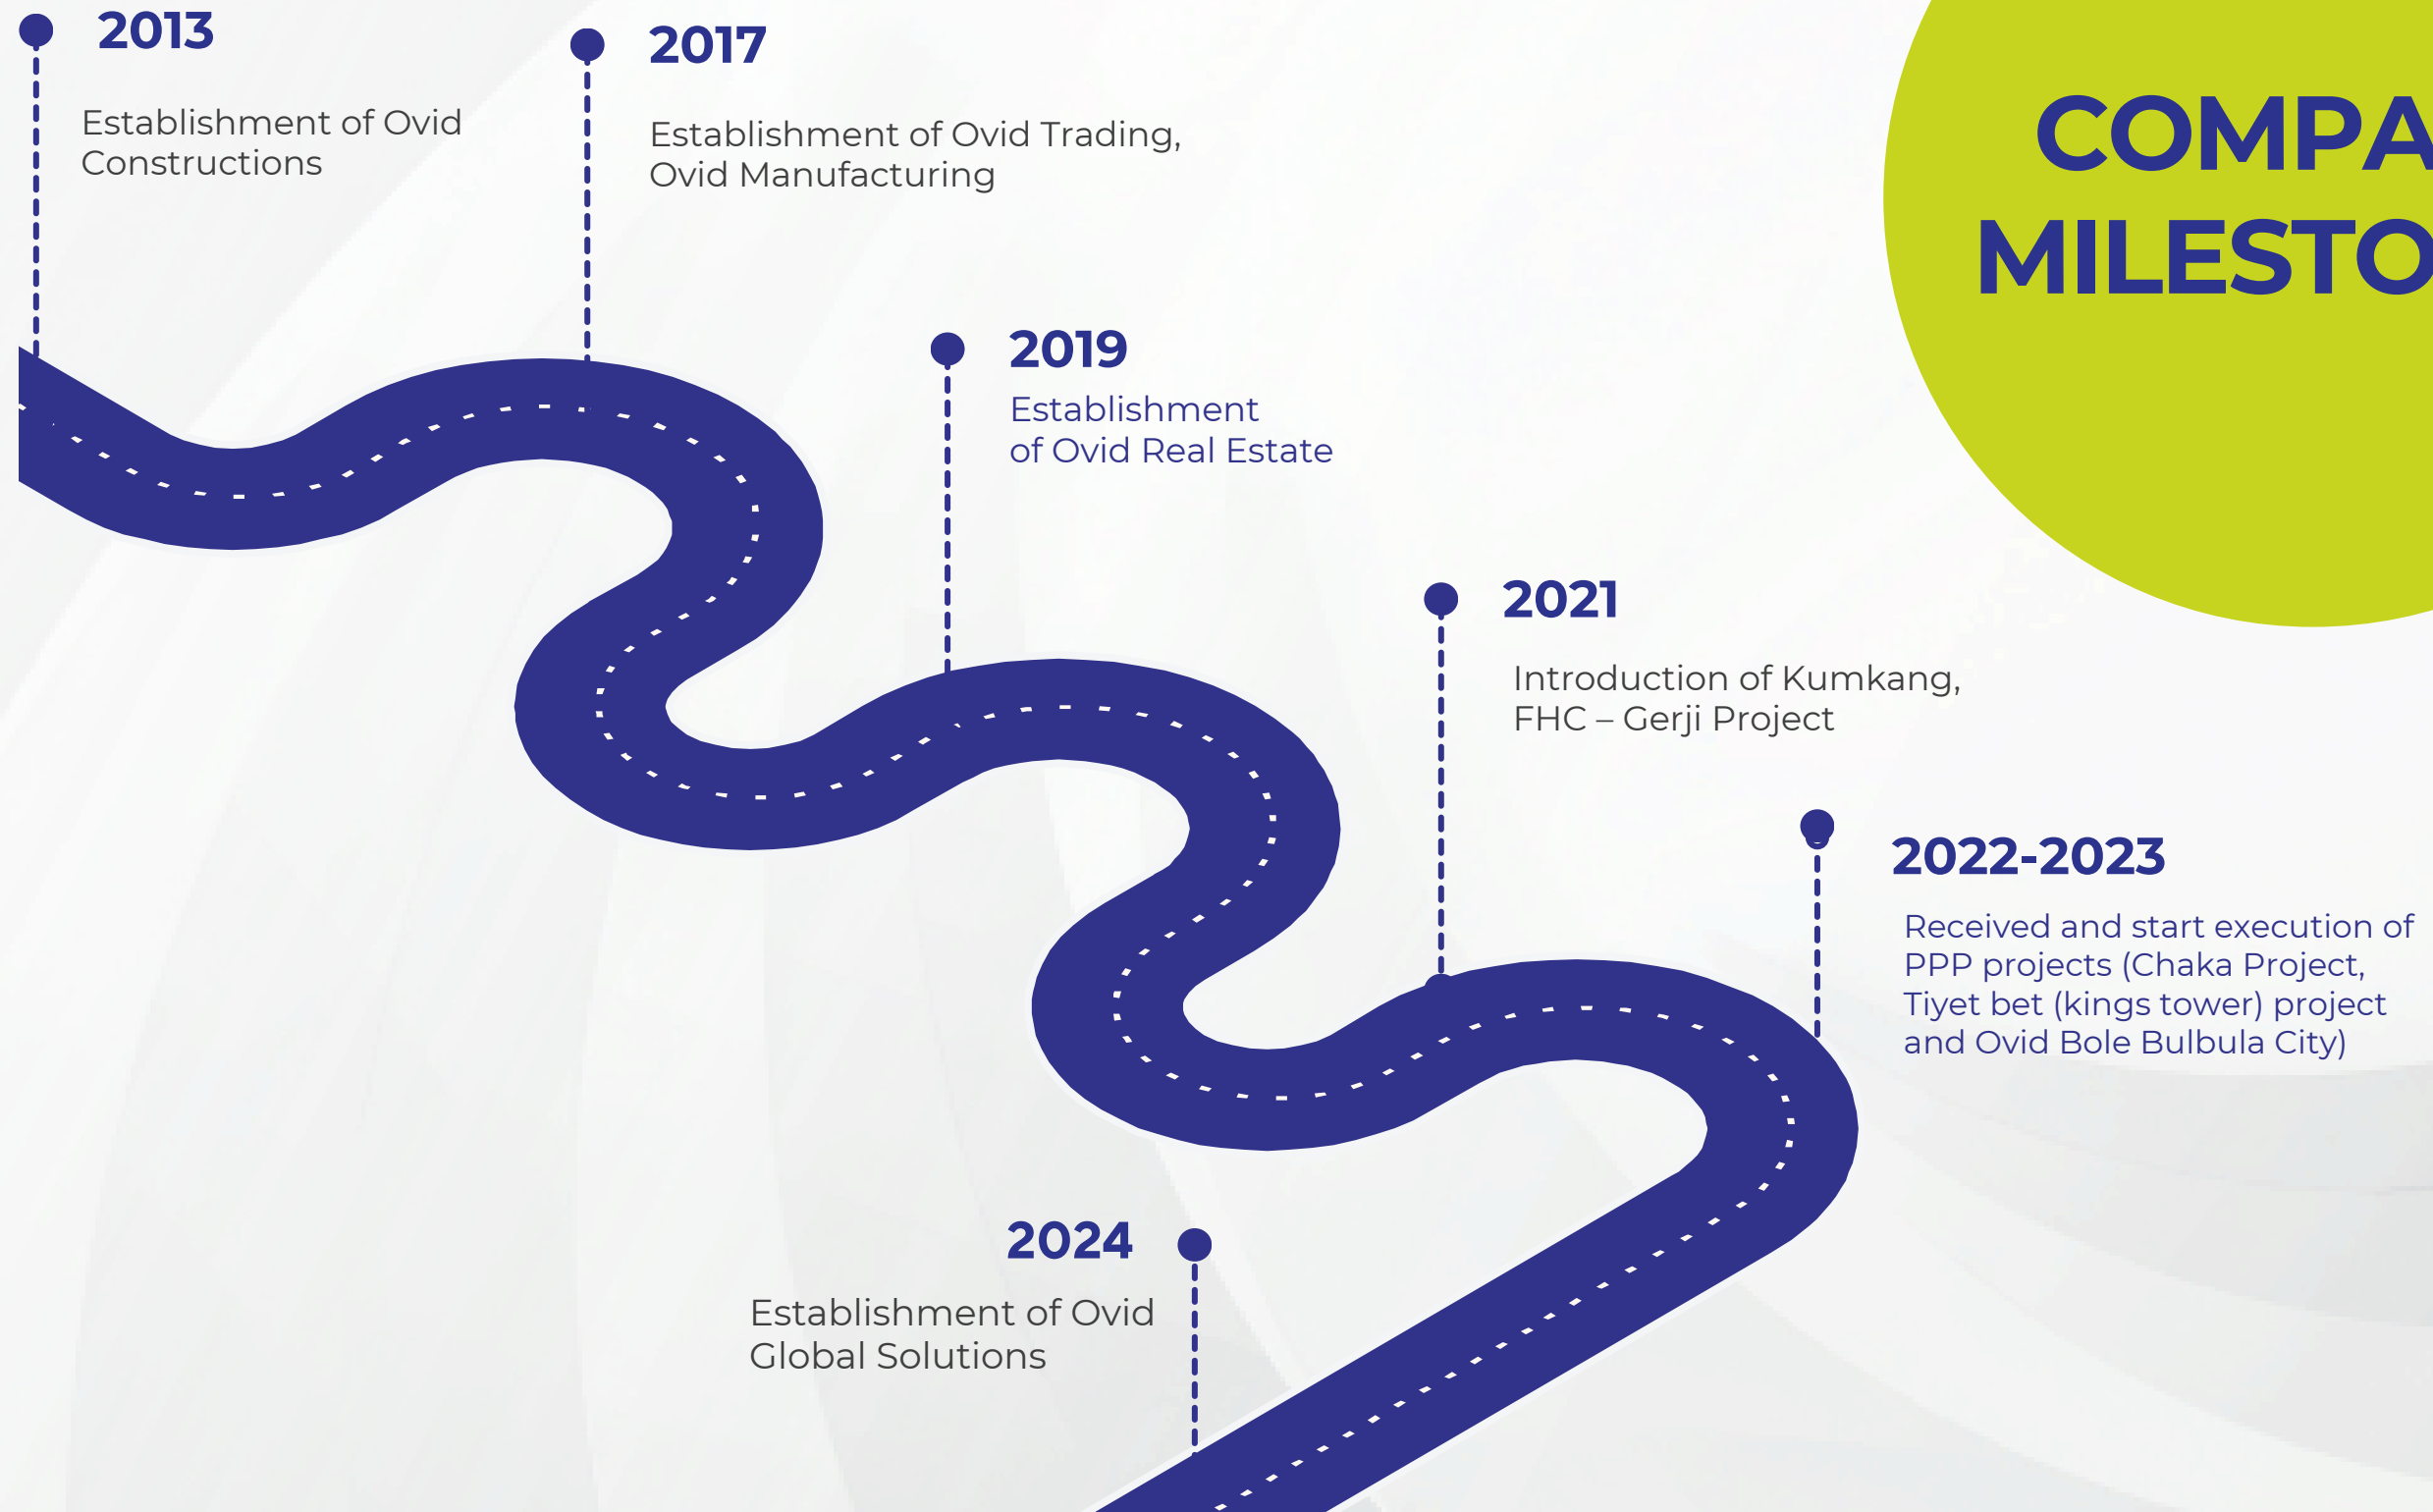 2013
Establishment of Ovid
Constructions
2017
Establishment of Ovid Trading,
Ovid Manufacturing
COMPA
MILESTO
2019
Establishment
of Ovid Real Estate
2021
Introduction of Kumkang,
FHC – Gerji Project
2022-2023
Received and start execution of
PPP projects (Chaka Project,
Tiyet bet (kings tower) project
and Ovid Bole Bulbula City)
2024
Establishment of Ovid
Global Solutions